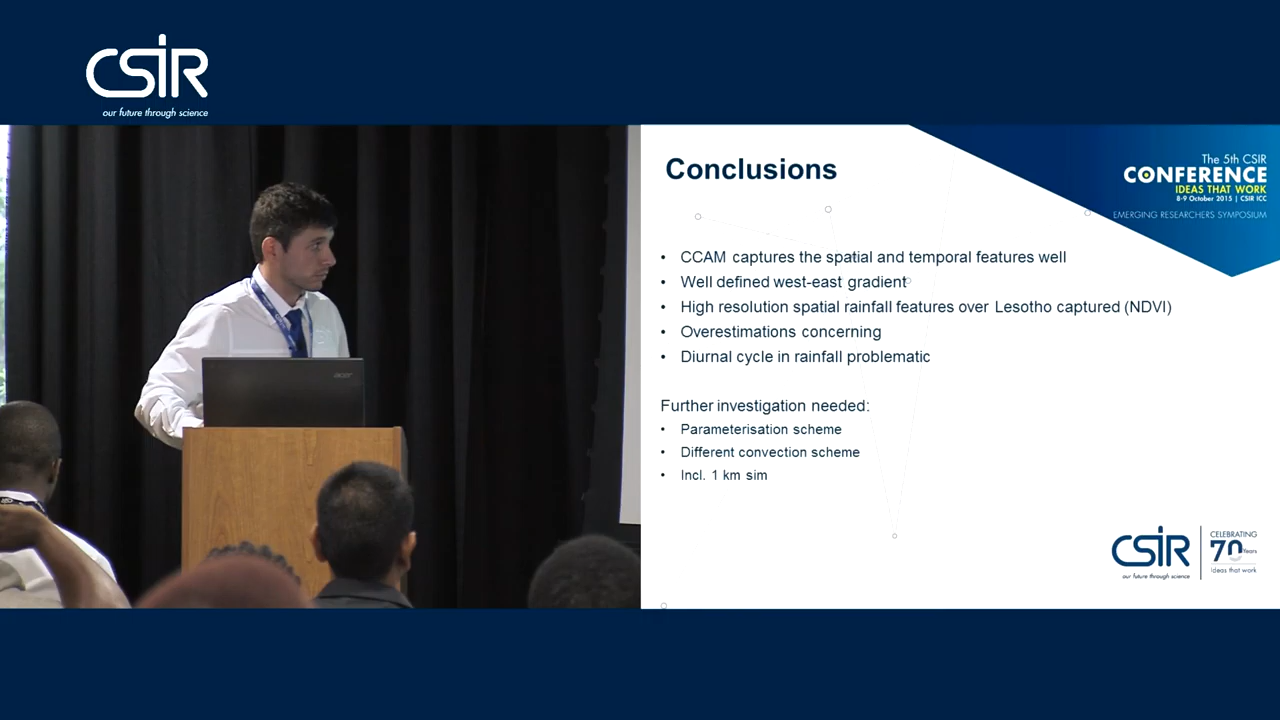 CSIR
our future through science
acer
Conclusions
The 5th CSIR
CONFERENCE
IDEAS THAT WORK
8-9 October 2015 | CSIR ICC
EMERGING RESEARCHERS SYMPOSIUM
• CCAM captures the spatial and temporal features well
• Well defined west-east gradient
• High resolution spatial rainfall features over Lesotho captured (NDVI)
• Overestimations concerning
• Diurnal cycle in rainfall problematic
Further investigation needed:
• Parameterisation scheme
• Different convection scheme
• Incl. 1 km sim
CSIR
our future through science
CELEBRATING
70 Years
Ideas that work